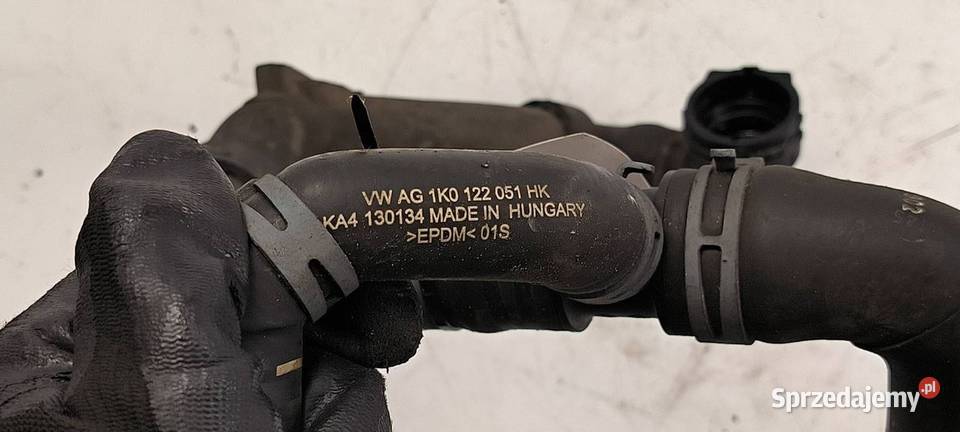 VW AG 1K0 122 051 HK
KA4 130134 MADE IN HUNGARY
>EPDM< 01S
Sprzedajemy.pl